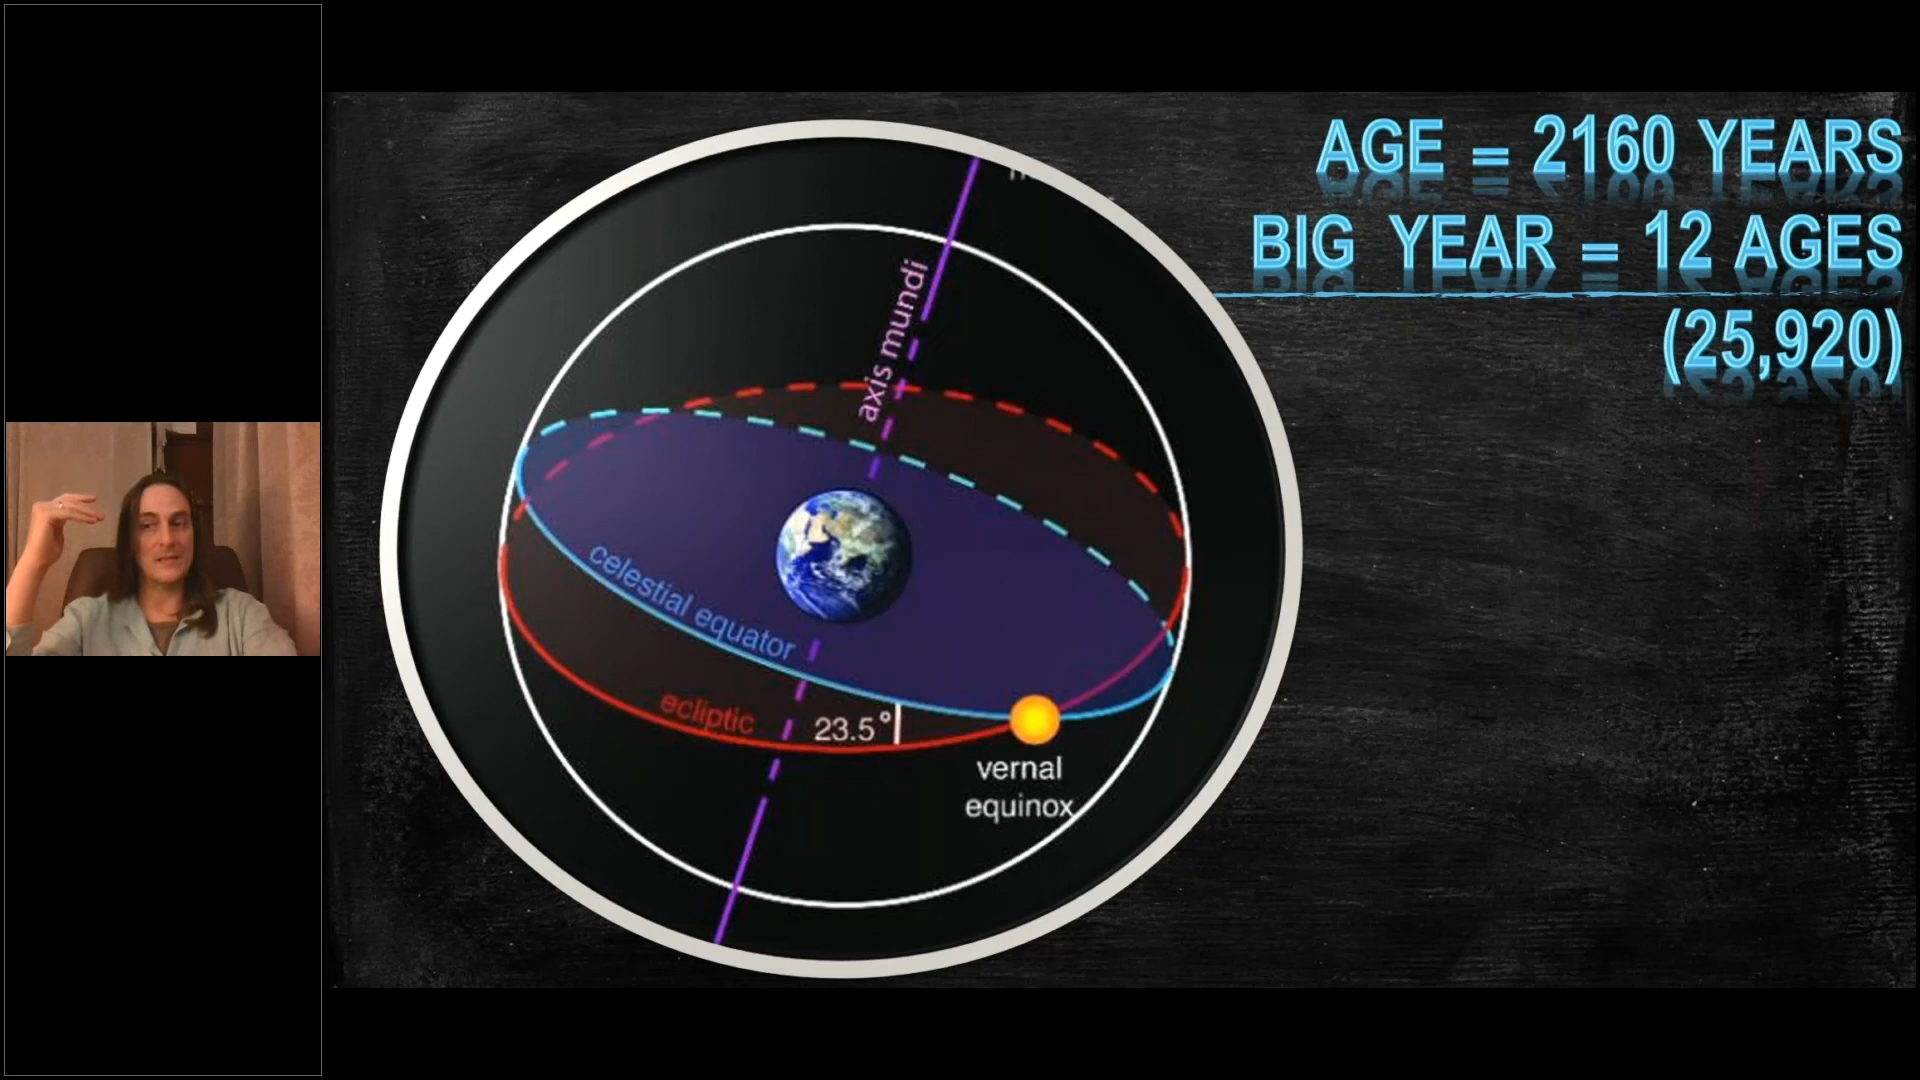 AGE = 2160 YEARS
BIG YEAR = 12 AGES
(25,920)
axis mundi
celestial equator
ecliptic
23.5°
vernal
equinox